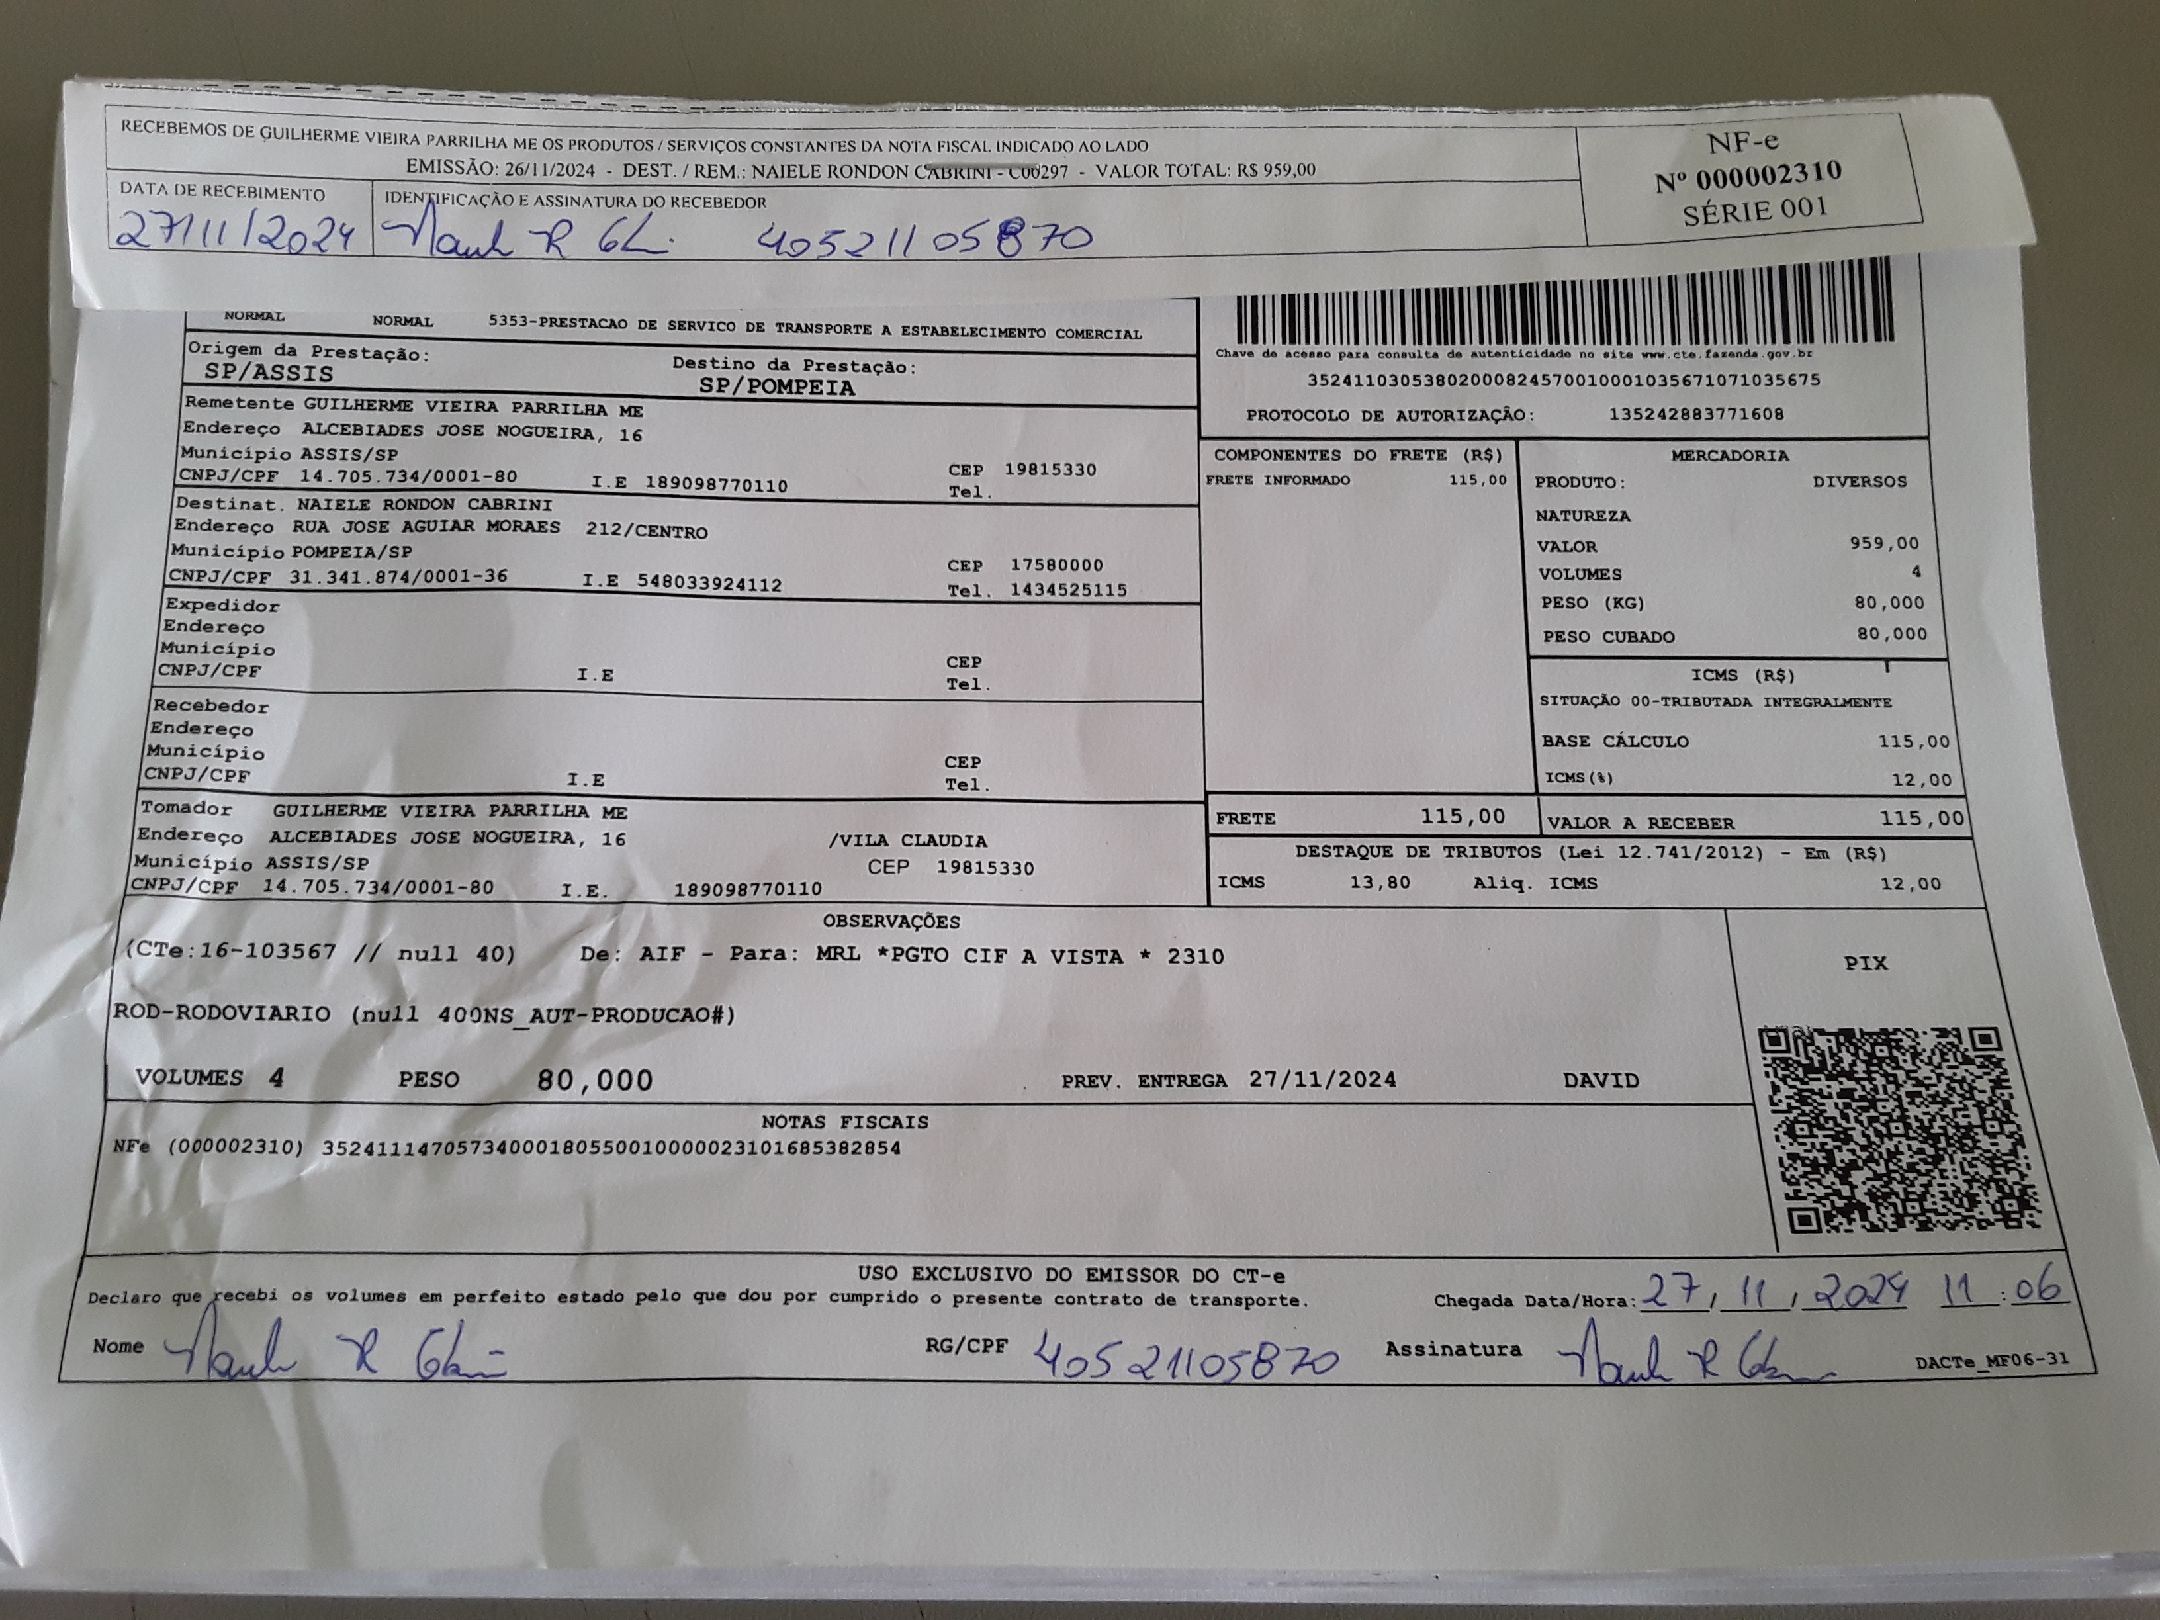 RECEBEMOS DE GUILHERME VIEIRA PARRILHA ME OS PRODUTOS / SERVIÇOS CONSTANTES DA NOTA FISCAL INDICADO AO LADO
EMISSÃO: 26/11/2024 - DEST. / REM.: NAIELE RONDON CABRINI - C00297 - VALOR TOTAL: R$ 959,00
NF-e
Nº 000002310
SÉRIE 001
DATA DE RECEBIMENTO
27/11/2024
IDENTIFICAÇÃO E ASSINATURA DO RECEBEDOR
40521105870
NORMAL NORMAL 5353-PRESTACAO DE SERVICO DE TRANSPORTE A ESTABELECIMENTO COMERCIAL
Origem da Prestação: Destino da Prestação:
SP/ASSIS SP/POMPEIA
Chave de acesso para consulta de autenticidade no site www.cte.fazenda.gov.br
35241103053802000824570010001035671071035675
PROTOCOLO DE AUTORIZAÇÃO: 135242883771608
Remetente GUILHERME VIEIRA PARRILHA ME
Endereço ALCEBIADES JOSE NOGUEIRA, 16
Município ASSIS/SP CEP 19815330
CNPJ/CPF 14.705.734/0001-80 I.E 189098770110 Tel.
Destinat. NAIELE RONDON CABRINI
Endereço RUA JOSE AGUIAR MORAES 212/CENTRO
Município POMPEIA/SP CEP 17580000
CNPJ/CPF 31.341.874/0001-36 I.E 548033924112 Tel. 1434525115
Expedidor
Endereço
Município CEP
CNPJ/CPF I.E Tel.
Recebedor
Endereço
Município CEP
CNPJ/CPF I.E Tel.
Tomador GUILHERME VIEIRA PARRILHA ME
Endereço ALCEBIADES JOSE NOGUEIRA, 16 /VILA CLAUDIA
Município ASSIS/SP CEP 19815330
CNPJ/CPF 14.705.734/0001-80 I.E. 189098770110
COMPONENTES DO FRETE (R$)
FRETE INFORMADO 115,00
MERCADORIA
PRODUTO: DIVERSOS
NATUREZA
VALOR 959,00
VOLUMES 4
PESO (KG) 80,000
PESO CUBADO 80,000
ICMS (R$)
SITUAÇÃO 00-TRIBUTADA INTEGRALMENTE
BASE CÁLCULO 115,00
ICMS(%) 12,00
FRETE 115,00 VALOR A RECEBER 115,00
DESTAQUE DE TRIBUTOS (Lei 12.741/2012) - Em (R$)
ICMS 13,80 Aliq. ICMS 12,00
OBSERVAÇÕES
(CTe:16-103567 // null 40) De: AIF - Para: MRL *PGTO CIF A VISTA * 2310
ROD-RODOVIARIO (null 400NS_AUT-PRODUCAO#)
VOLUMES 4 PESO 80,000 PREV. ENTREGA 27/11/2024 DAVID
PIX
NOTAS FISCAIS
NFe (000002310) 35241114705734000180550010000023101685382854
USO EXCLUSIVO DO EMISSOR DO CT-e
Declaro que recebi os volumes em perfeito estado pelo que dou por cumprido o presente contrato de transporte. Chegada Data/Hora: 27, 11, 2024 11:06
Nome RG/CPF 40521105870 Assinatura DACTe_MF06-31